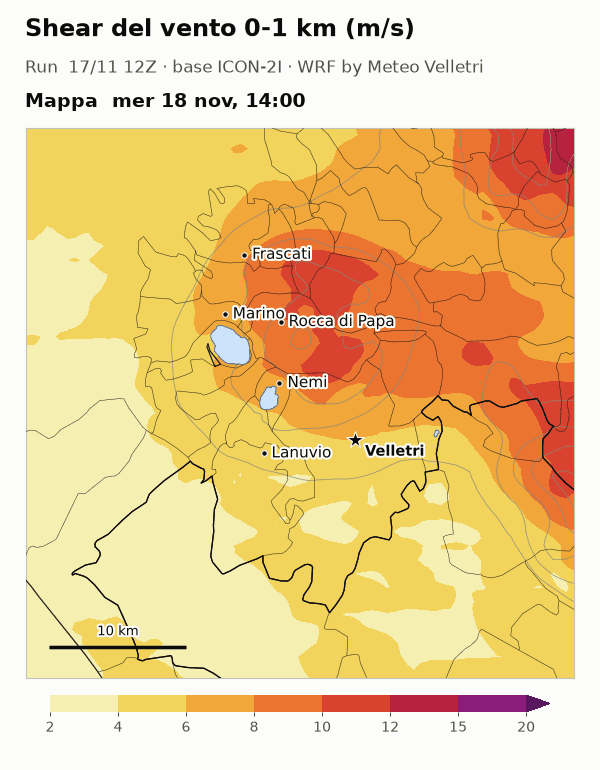 Shear del vento 0-1 km (m/s)
Run  17/11 12Z · base ICON-2I · WRF by Meteo Velletri
Mappa  mer 18 nov, 14:00
Frascati
Marino
Rocca di Papa
Nemi
Velletri
Lanuvio
10 km
2 4 6 8 10 12 15 20